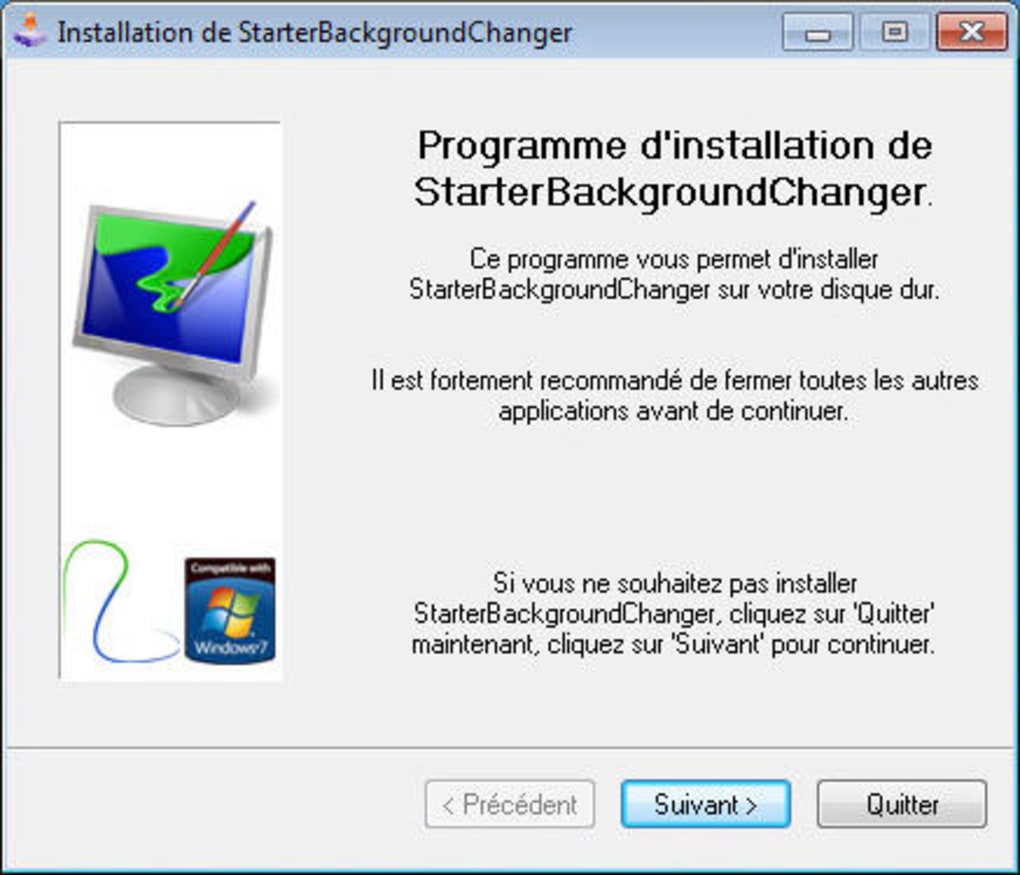 Installation de StarterBackgroundChanger
Programme d'installation de
StarterBackgroundChanger.
Ce programme vous permet d'installer
StarterBackgroundChanger sur votre disque dur.
Il est fortement recommandé de fermer toutes les autres
applications avant de continuer.
Compatible with
Windows 7
Si vous ne souhaitez pas installer
StarterBackgroundChanger, cliquez sur 'Quitter'
maintenant, cliquez sur 'Suivant' pour continuer.
< Précédent
Suivant >
Quitter